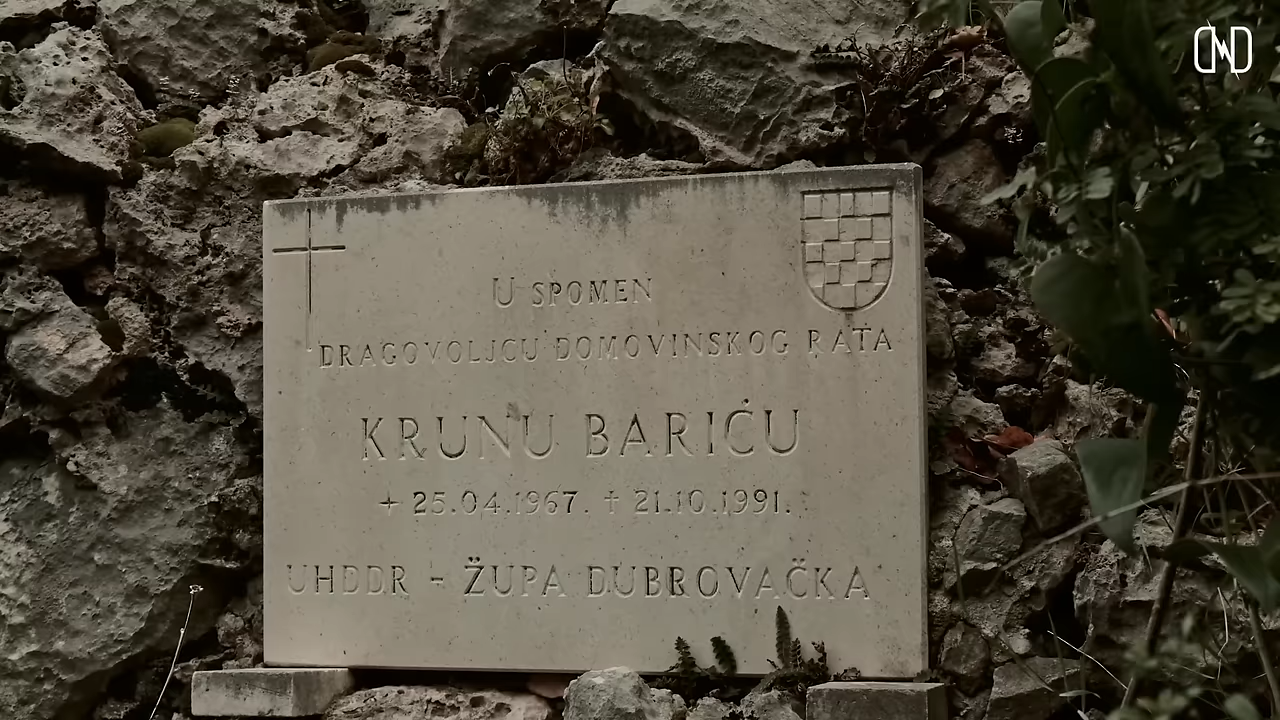 U SPOMEN
DRAGOVOLJCU DOMOVINSKOG RATA
KRUNU BARIĆU
+ 25.04.1967. † 21.10.1991.
UHDDR - ŽUPA DUBROVAČKA